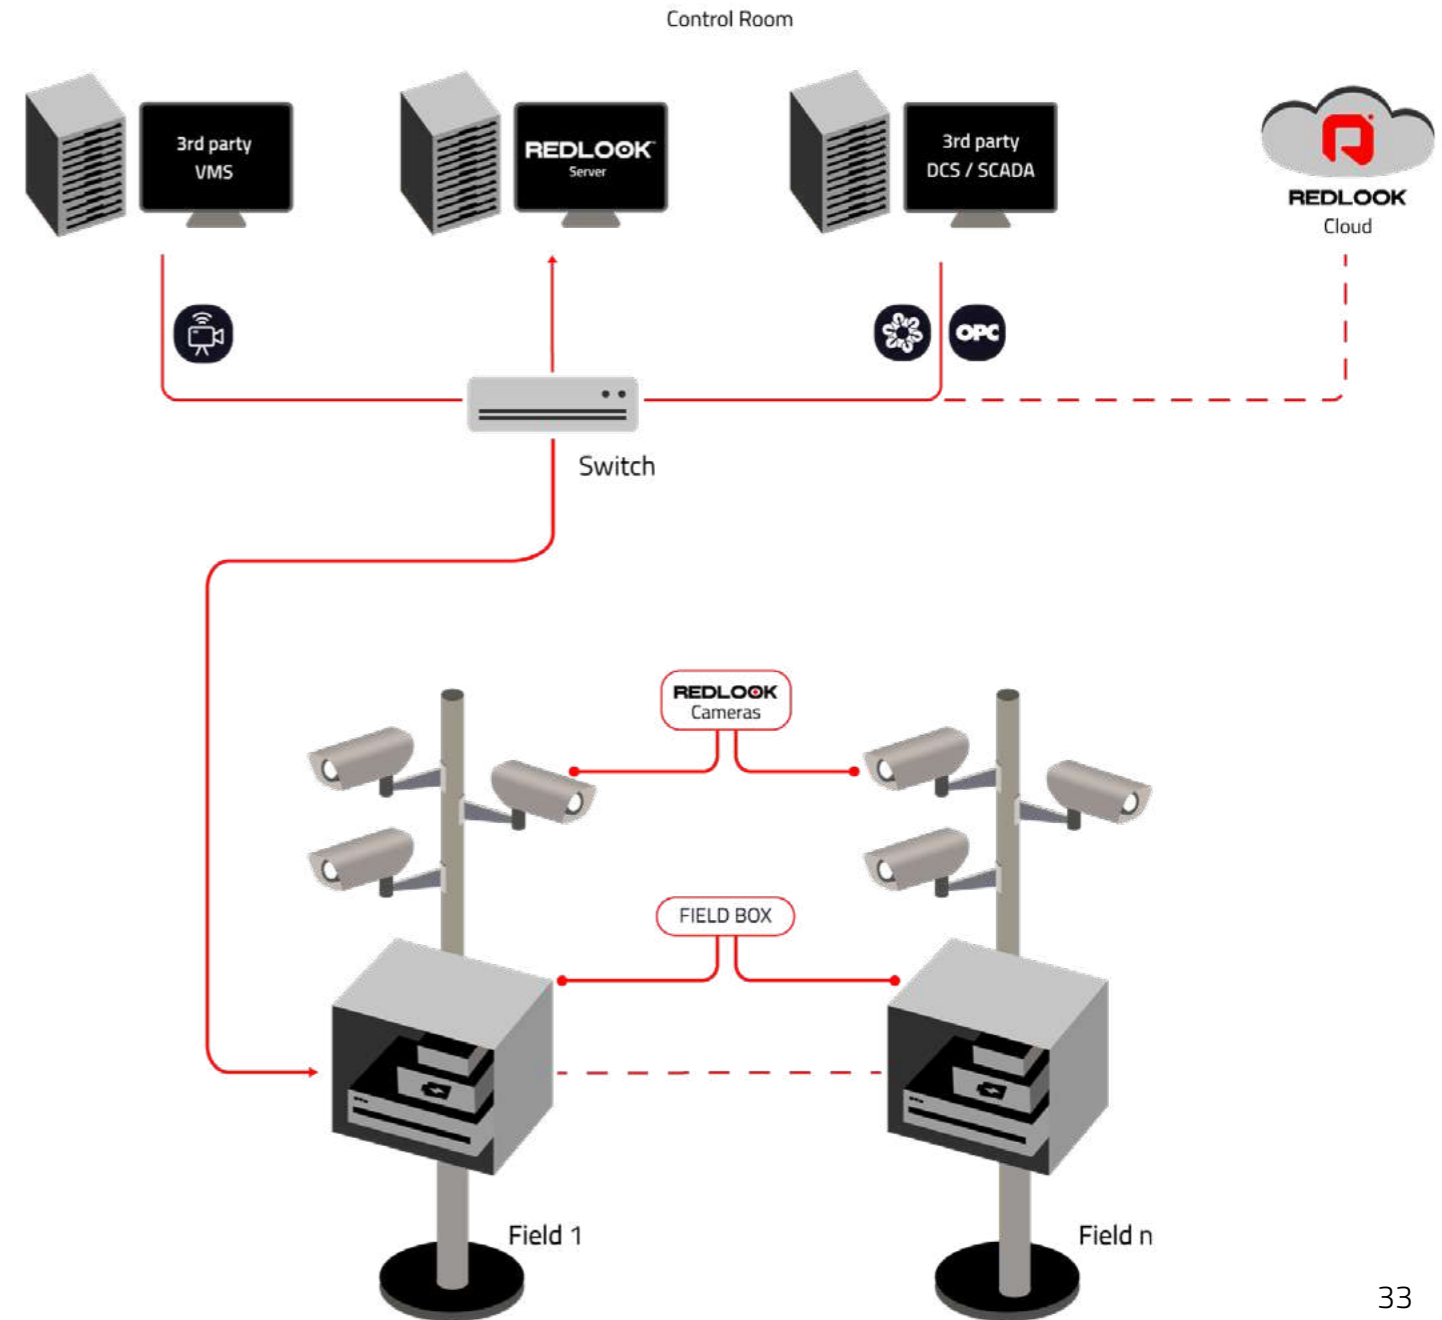 Control Room
3rd party
VMS
REDLOOK™
Server
3rd party
DCS / SCADA
REDLOOK
Cloud
OPC
Switch
REDLOOK
Cameras
FIELD BOX
Field 1
Field n
33